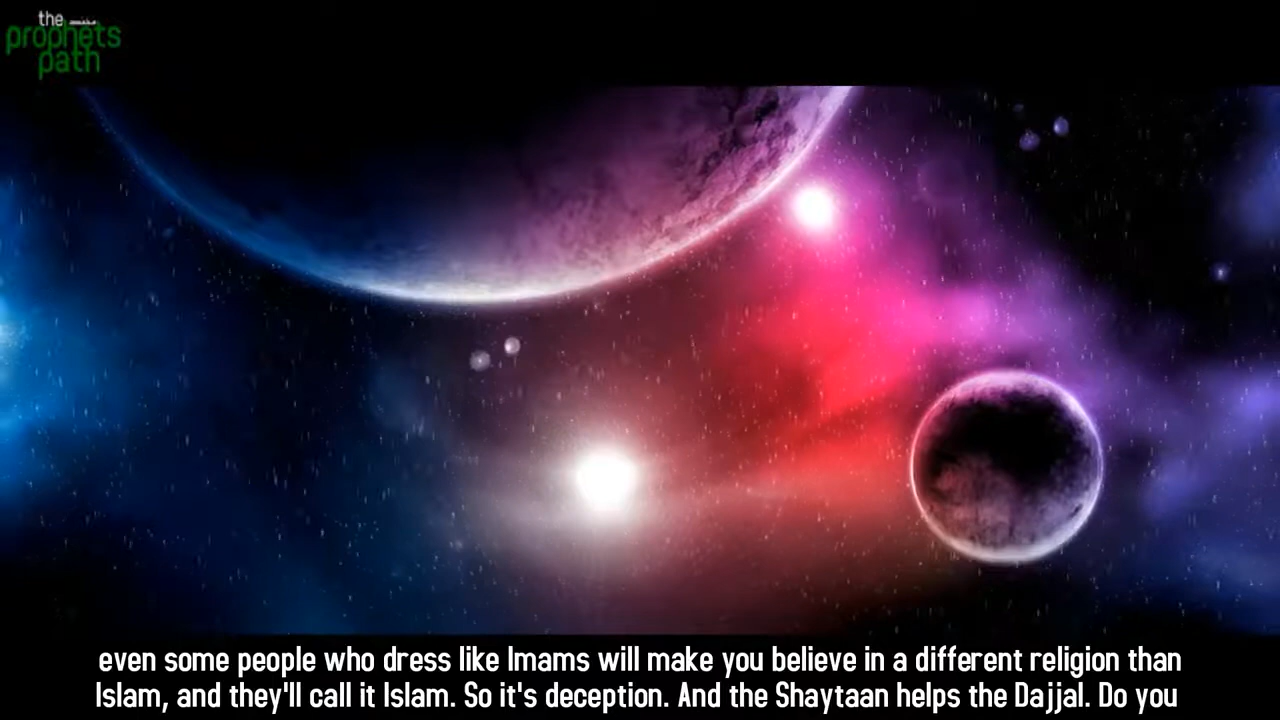 the
prophets
path
even some people who dress like Imams will make you believe in a different religion than
Islam, and they'll call it Islam. So it's deception. And the Shaytaan helps the Dajjal. Do you